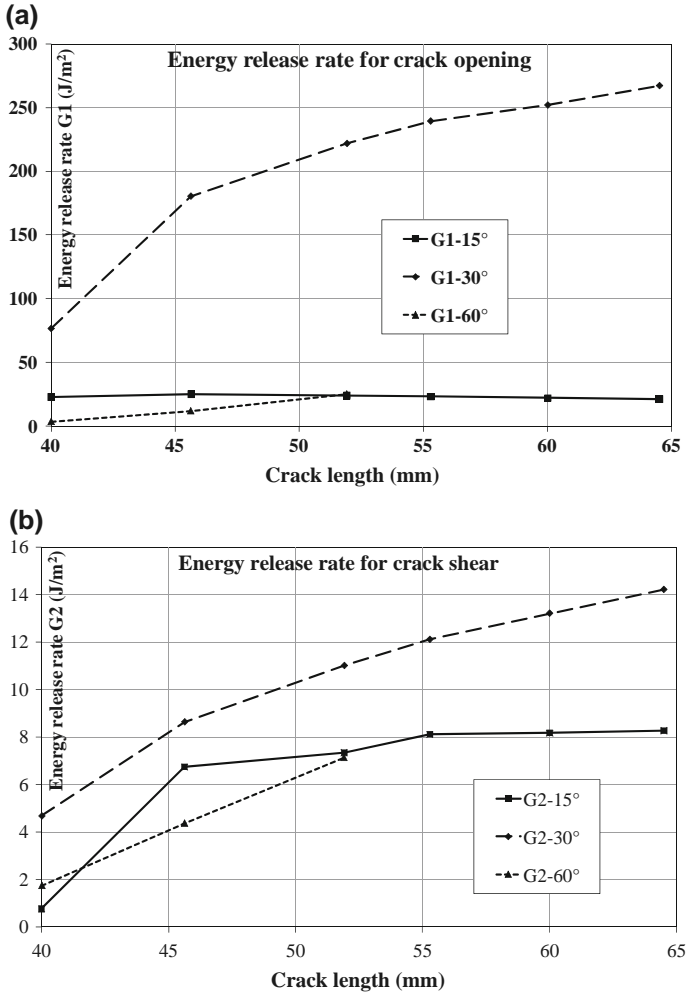 (a)
Energy release rate for crack opening
Energy release rate G1 (J/m²)
300
250
200
150
100
50
0
G1-15°
G1-30°
G1-60°
40 45 50 55 60 65
Crack length (mm)
(b)
Energy release rate for crack shear
Energy release rate G2 (J/m²)
16
14
12
10
8
6
4
2
0
G2-15°
G2-30°
G2-60°
40 45 50 55 60 65
Crack length (mm)